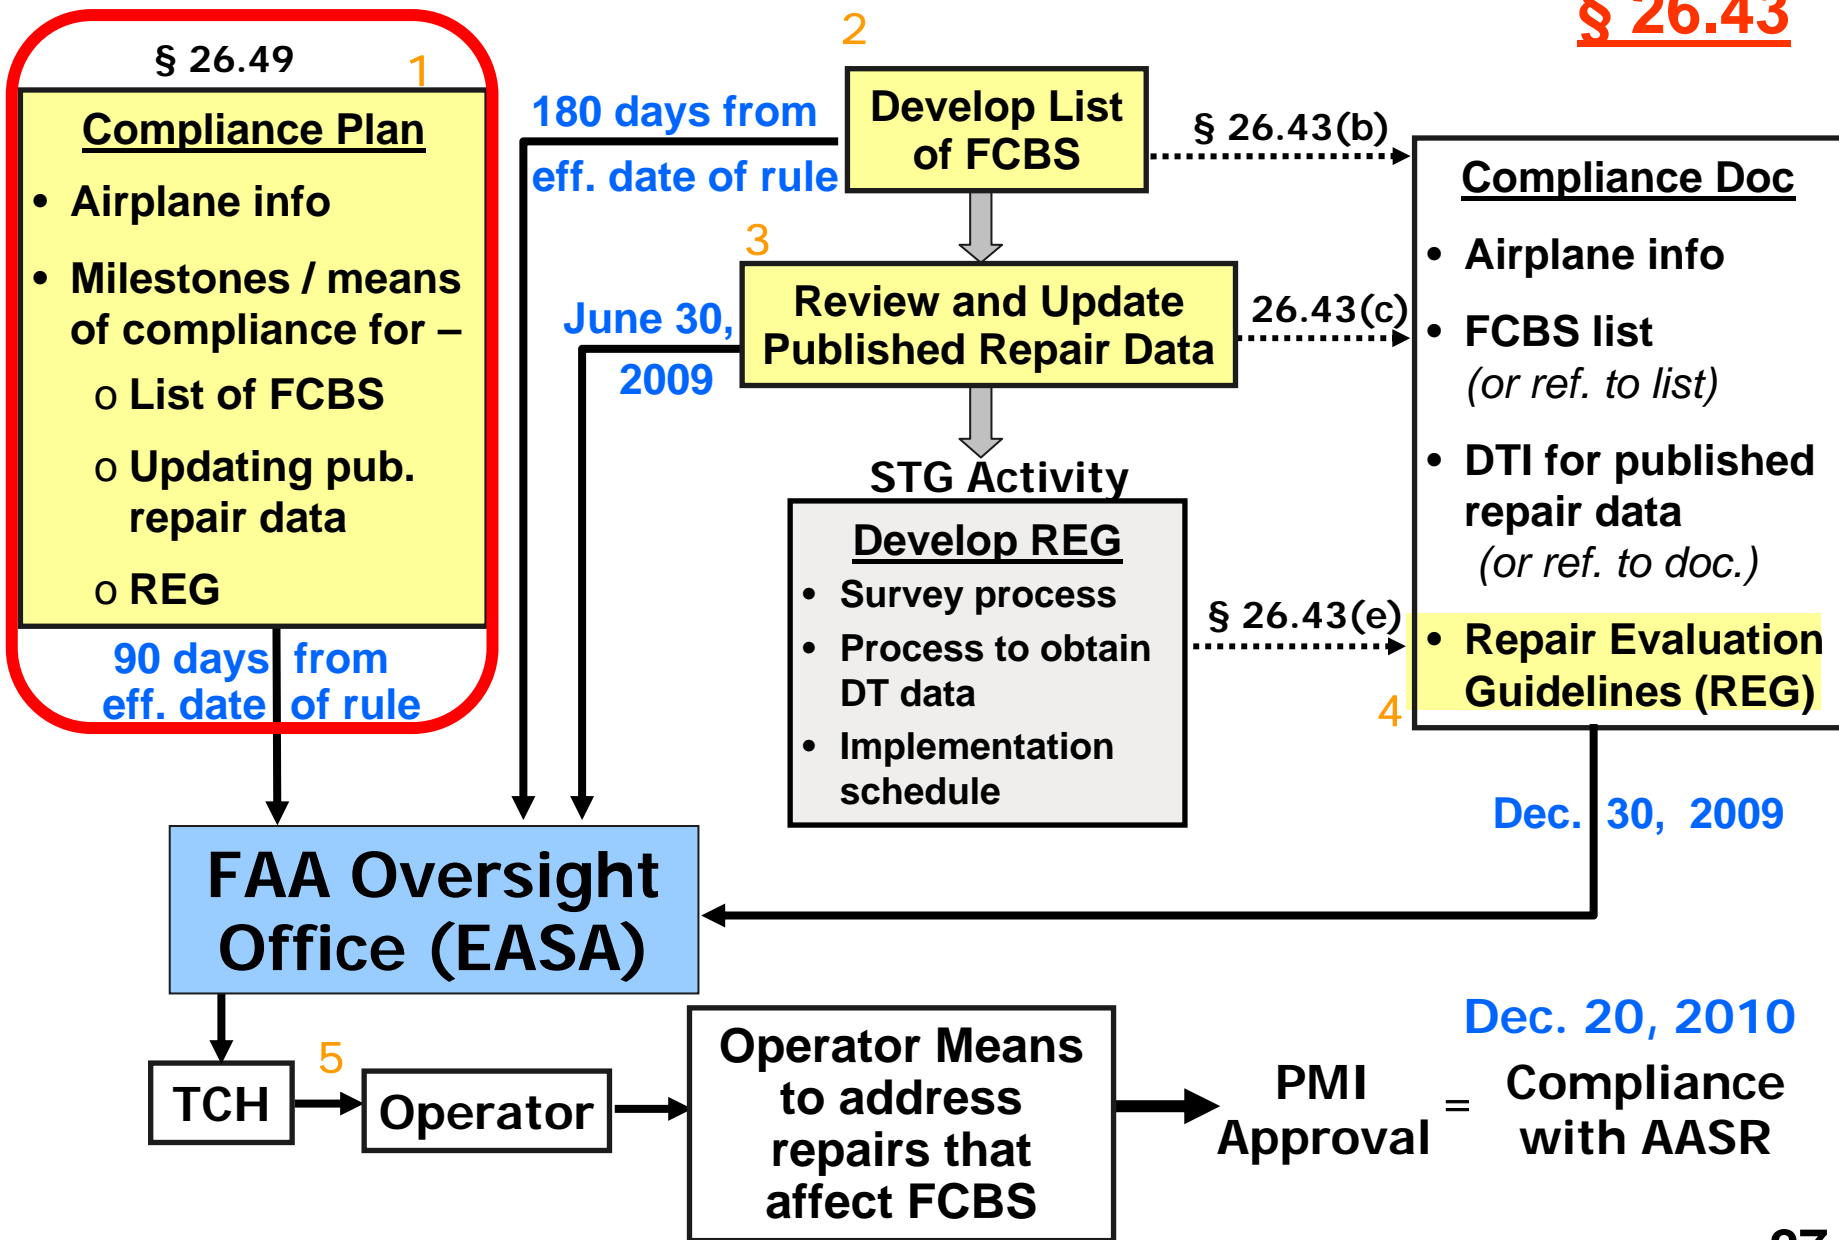 § 26.43
§ 26.49
1
Compliance Plan
• Airplane info
• Milestones / means
of compliance for –
o List of FCBS
o Updating pub.
repair data
o REG
90 days from
eff. date of rule
2
180 days from
eff. date of rule
Develop List
of FCBS
§ 26.43(b)
3
June 30,
2009
Review and Update
Published Repair Data
26.43(c)
STG Activity
Develop REG
• Survey process
• Process to obtain
DT data
• Implementation
schedule
§ 26.43(e)
4
Compliance Doc
• Airplane info
• FCBS list
(or ref. to list)
• DTI for published
repair data
(or ref. to doc.)
• Repair Evaluation
Guidelines (REG)
Dec. 30, 2009
FAA Oversight
Office (EASA)
TCH
5
Operator
Operator Means
to address
repairs that
affect FCBS
PMI
Approval
=
Dec. 20, 2010
Compliance
with AASR